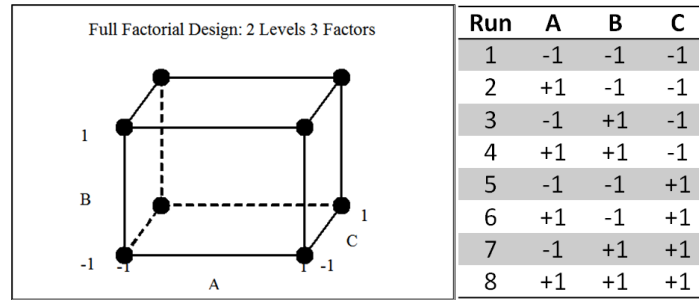 Full Factorial Design: 2 Levels 3 Factors
1
B
-1
-1
A
1
-1
C
1
Run A B C
1 -1 -1 -1
2 +1 -1 -1
3 -1 +1 -1
4 +1 +1 -1
5 -1 -1 +1
6 +1 -1 +1
7 -1 +1 +1
8 +1 +1 +1